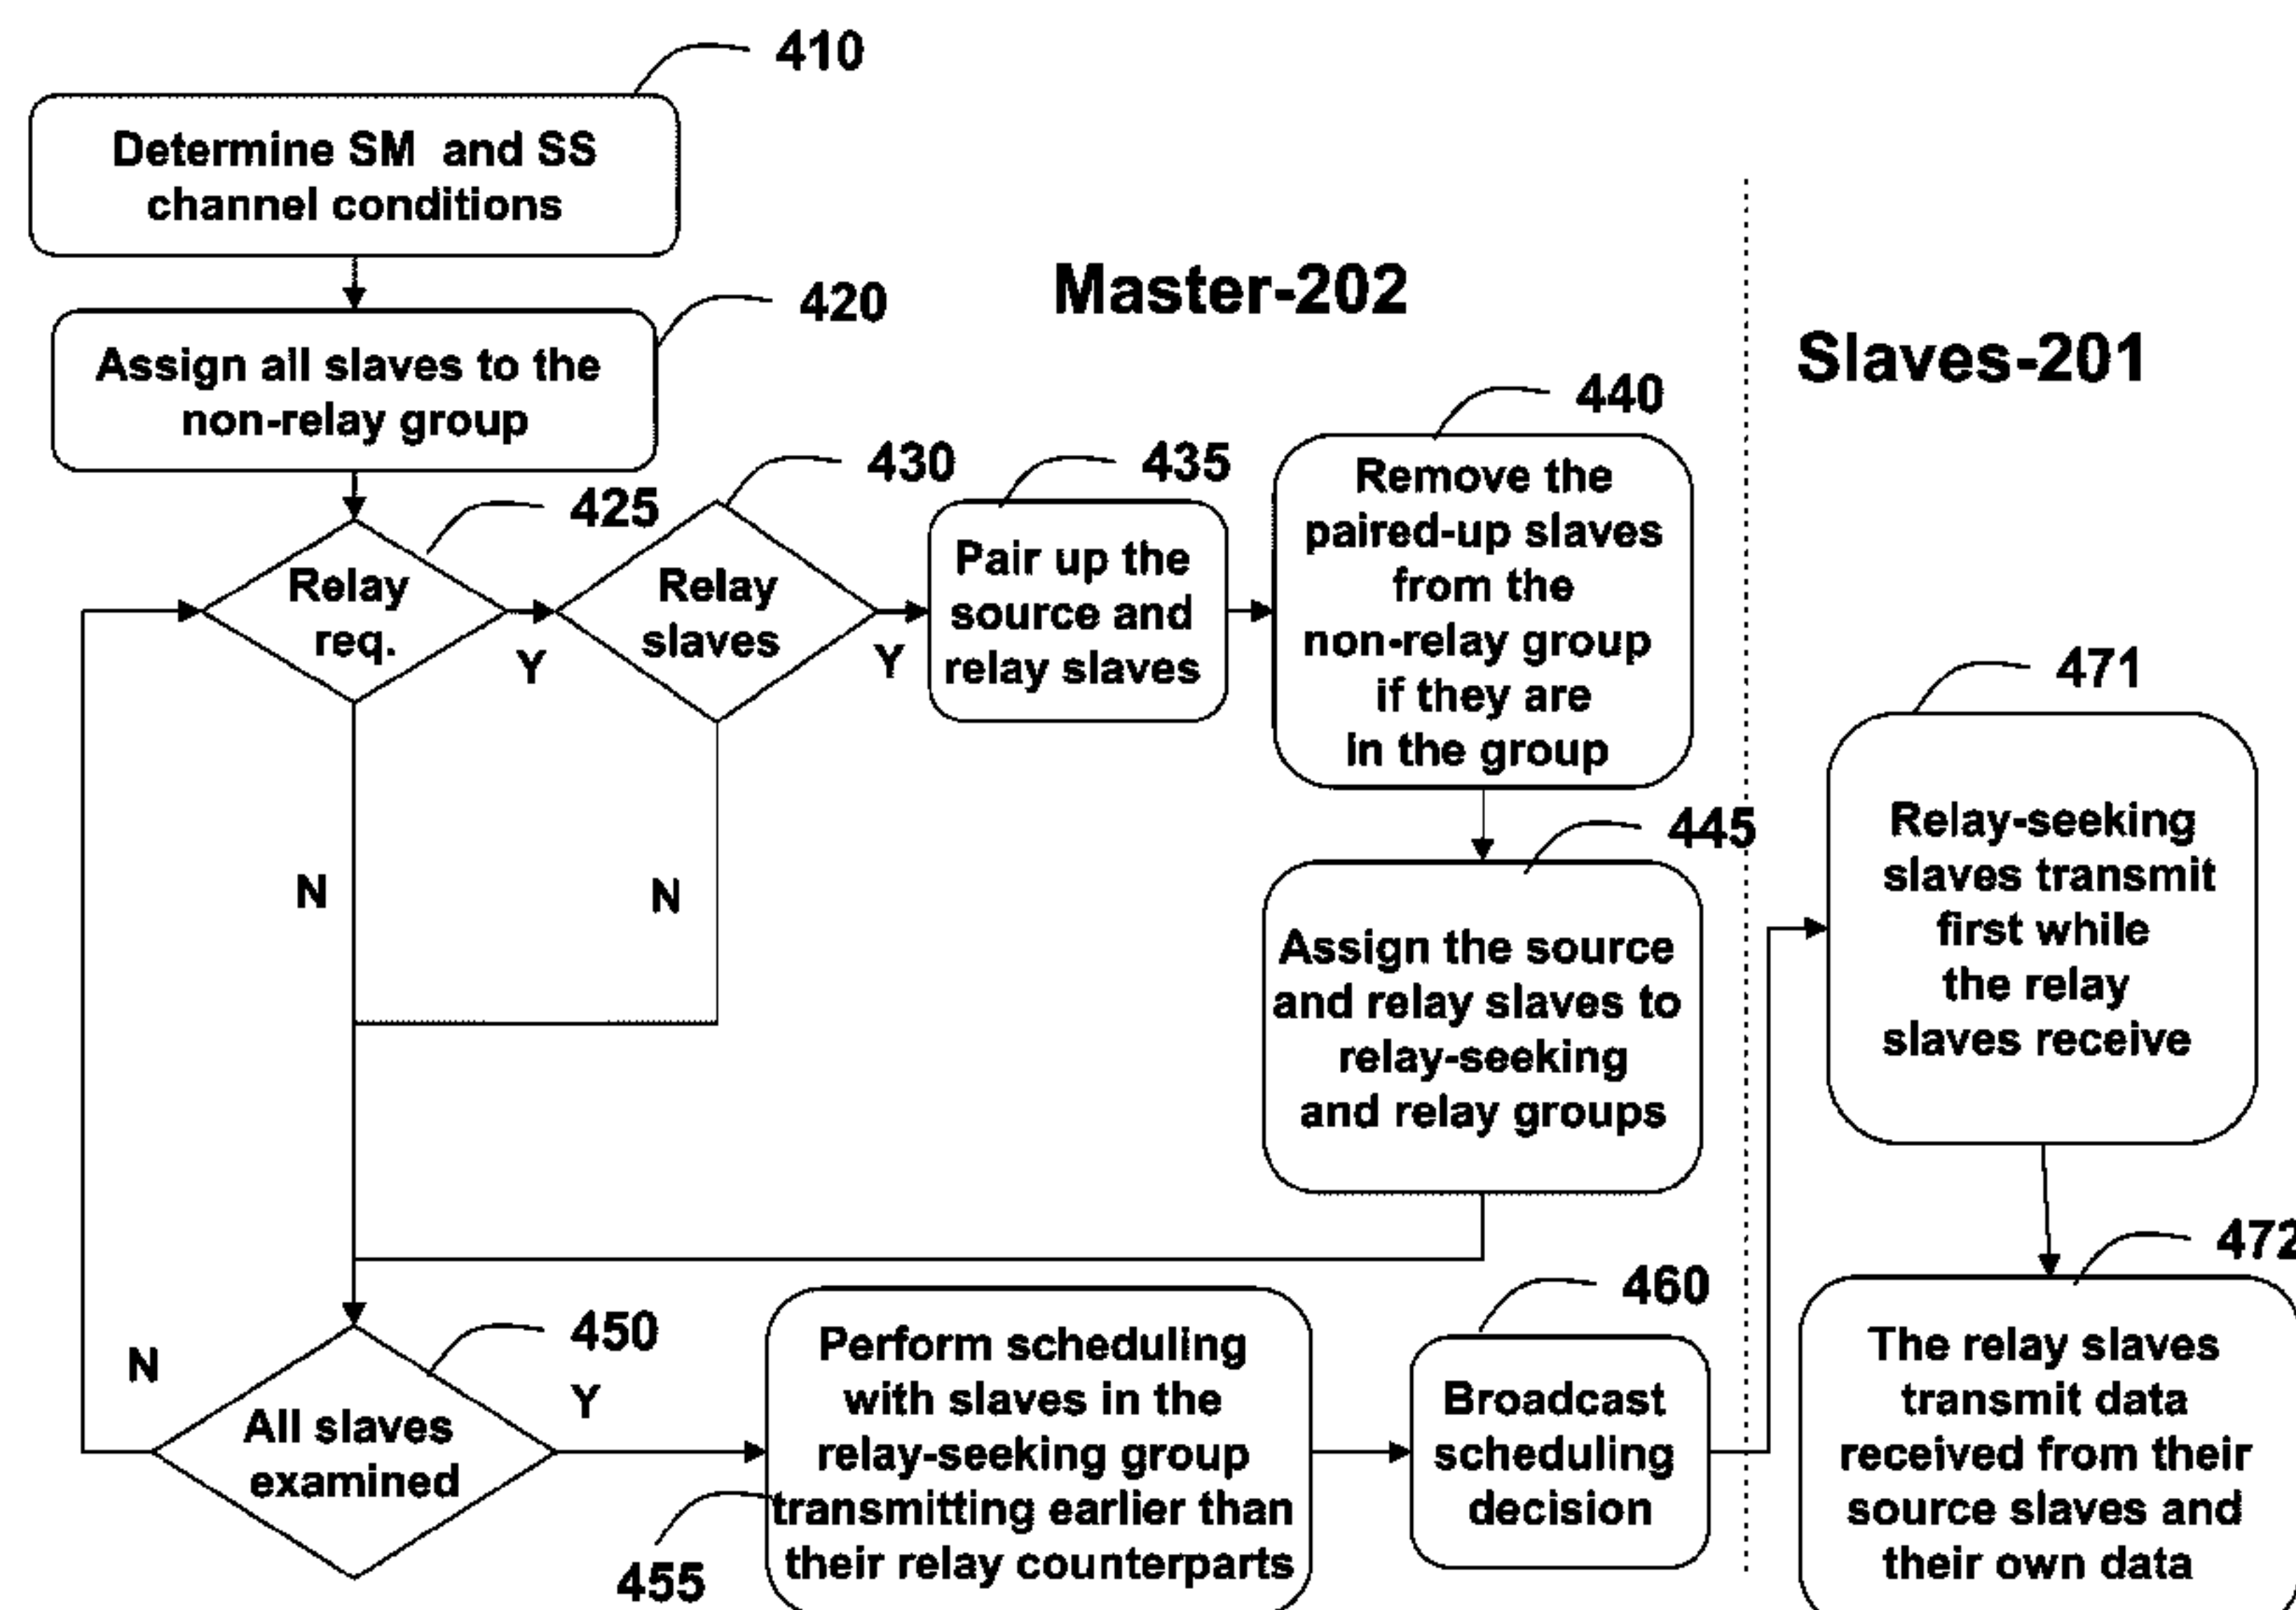 410
Determine SM and SS
channel conditions
420
Assign all slaves to the
non-relay group
Master-202
Slaves-201
425
Relay
req.
Y
N
430
Relay
slaves
Y
N
435
Pair up the
source and
relay slaves
440
Remove the
paired-up slaves
from the
non-relay group
if they are
in the group
445
Assign the source
and relay slaves to
relay-seeking
and relay groups
450
All slaves
examined
N
Y
455
Perform scheduling
with slaves in the
relay-seeking group
transmitting earlier than
their relay counterparts
460
Broadcast
scheduling
decision
471
Relay-seeking
slaves transmit
first while
the relay
slaves receive
472
The relay slaves
transmit data
received from their
source slaves and
their own data